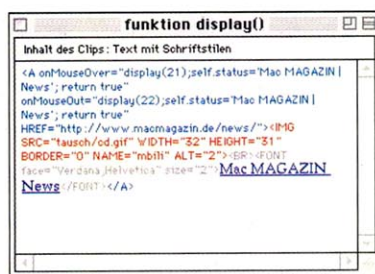 funktion display()
Inhalt des Clips: Text mit Schriftstilen
<A onMouseOver="display(21);self.status='Mac MAGAZIN |
News'; return true"
onMouseOut="display(22);self.status='Mac MAGAZIN |
News'; return true"
HREF="http://www.macmagazin.de/news/"><IMG
SRC="tausch/cd.gif" WIDTH="32" HEIGHT="31"
BORDER="0" NAME="mbili" ALT="2"><BR><FONT
face="Verdana,Helvetica" size="2">Mac MAGAZIN
News</FONT></A>